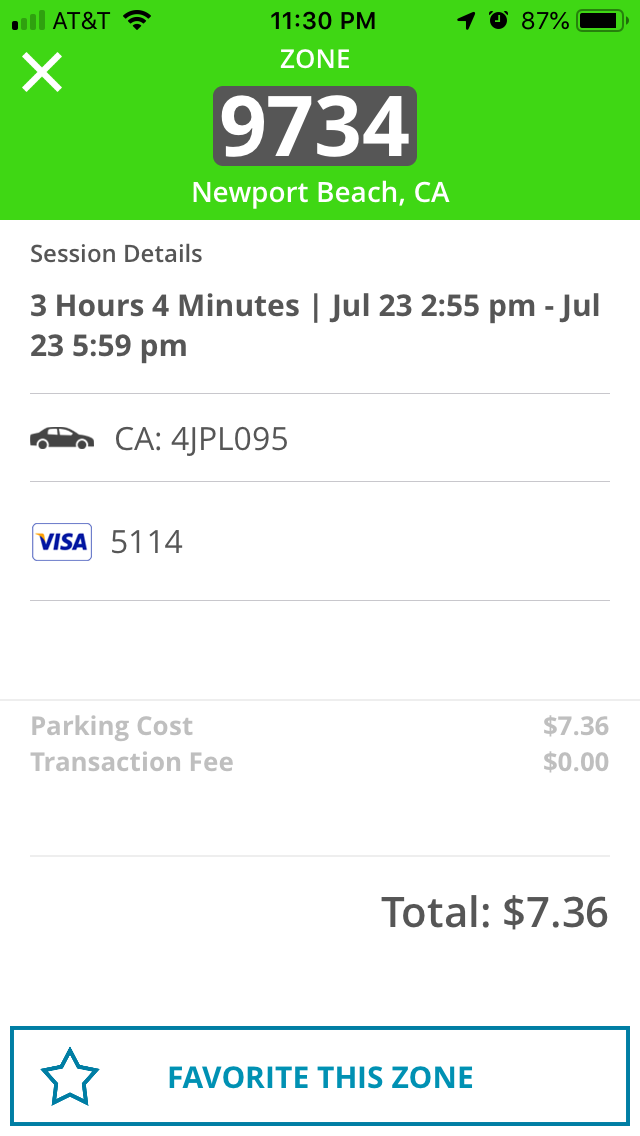 AT&T 11:30 PM 87%
ZONE
9734
Newport Beach, CA
Session Details
3 Hours 4 Minutes | Jul 23 2:55 pm - Jul
23 5:59 pm
CA: 4JPL095
VISA 5114
Parking Cost $7.36
Transaction Fee $0.00
Total: $7.36
FAVORITE THIS ZONE